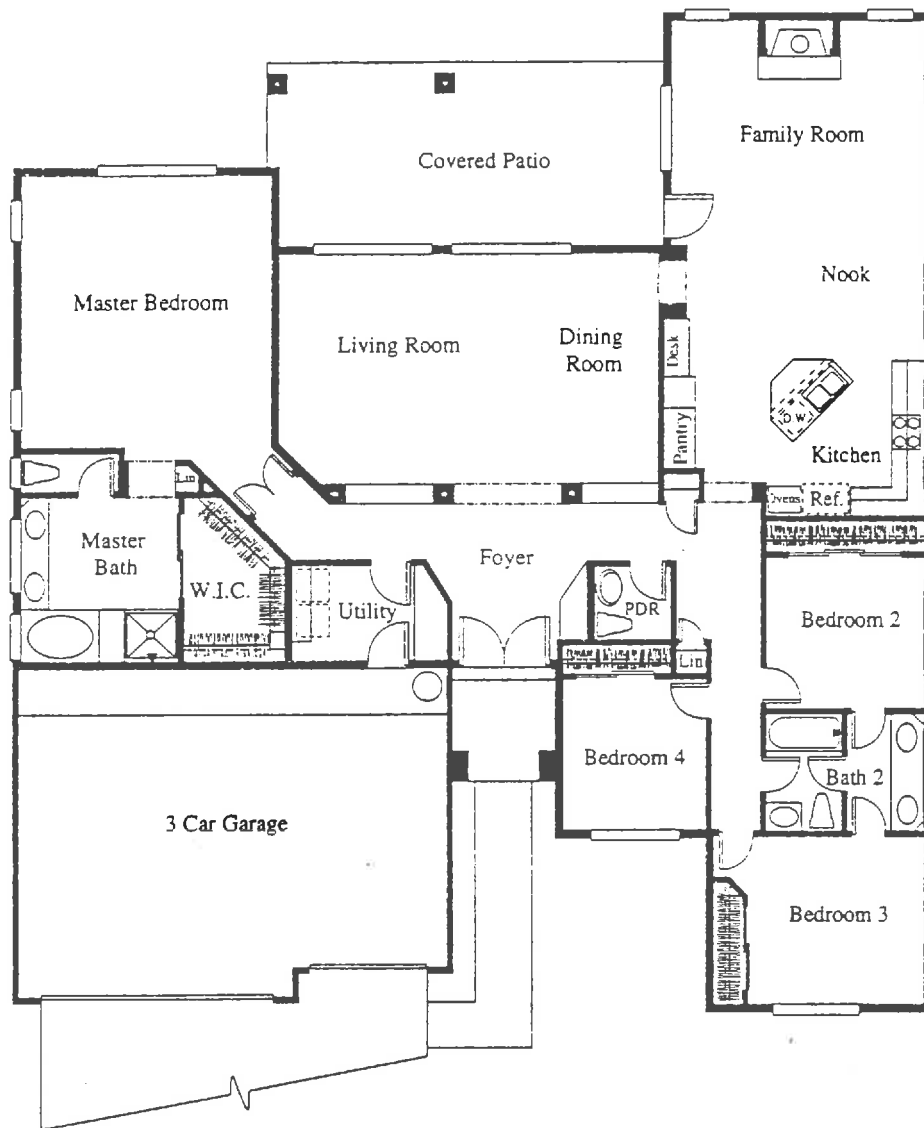 Family Room
Covered Patio
Nook
Master Bedroom
Living Room
Dining
Room
Desk
D W
Pantry
Kitchen
Lin
Ovens
Ref.
Master
Bath
W.I.C.
Foyer
Utility
PDR
Bedroom 2
Lin
Bedroom 4
Bath 2
3 Car Garage
Bedroom 3